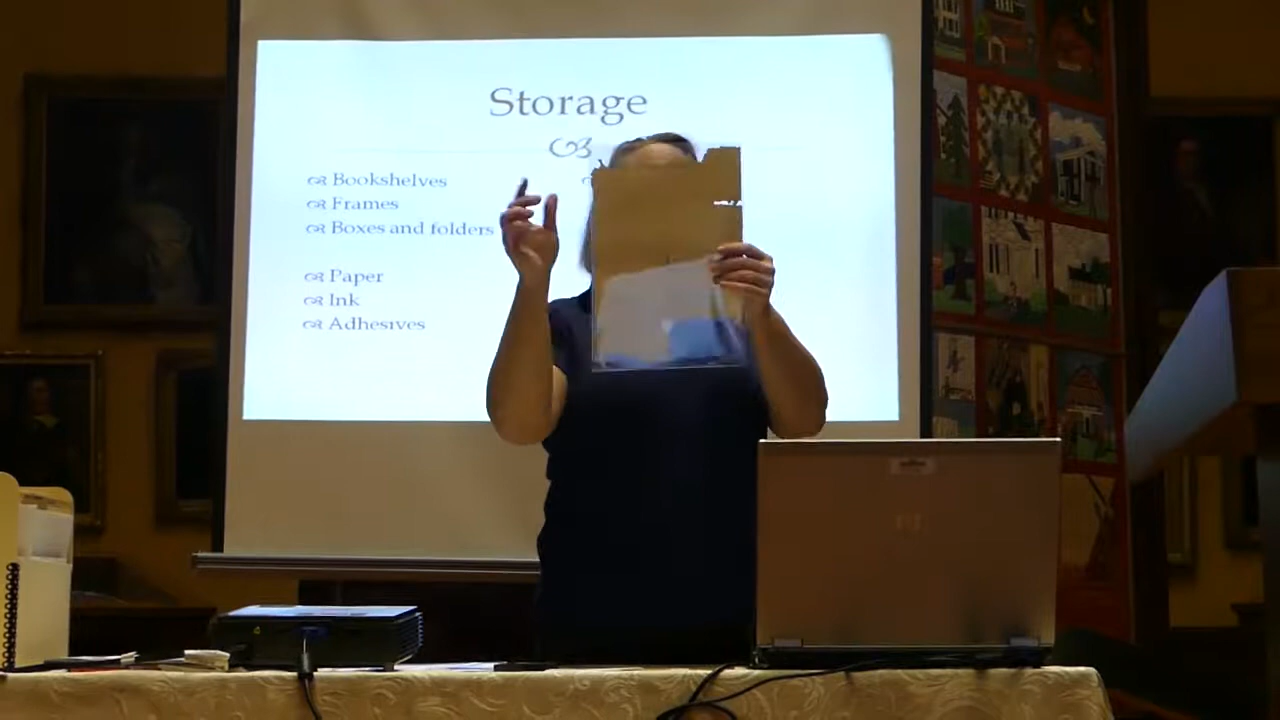 Storage
Bookshelves
Frames
Boxes and folders
Paper
Ink
Adhesives